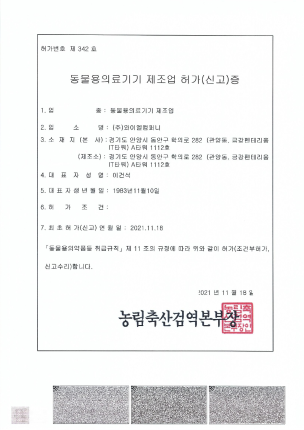 허가번호 제 342 호
동물용의료기기 제조업 허가(신고)증
1. 업 종 : 동물용의료기기 제조업
2. 업 소 명 : (주)와이엘컴퍼니
3. 소 재 지 (본 사) : 경기도 안양시 동안구 학의로 282 (관양동, 금강펜테리움
IT타워) A타워 1112호
(제조소) : 경기도 안양시 동안구 학의로 282 (관양동, 금강펜테리움
IT타워) A타워 1112호
4. 대 표 자 성 명 : 이건석
5. 대 표 자 생 년 월 일 : 1983년11월10일
6. 허 가 조 건 :
7. 최 초 허 가(신고) 연 월 일 : 2021.11.18
「동물용의약품등 취급규칙」제 11 조의 규정에 따라 위와 같이 허가(조건부허가,
신고수리)합니다.
2021 년 11 월 18 일
농림축산검역본부장